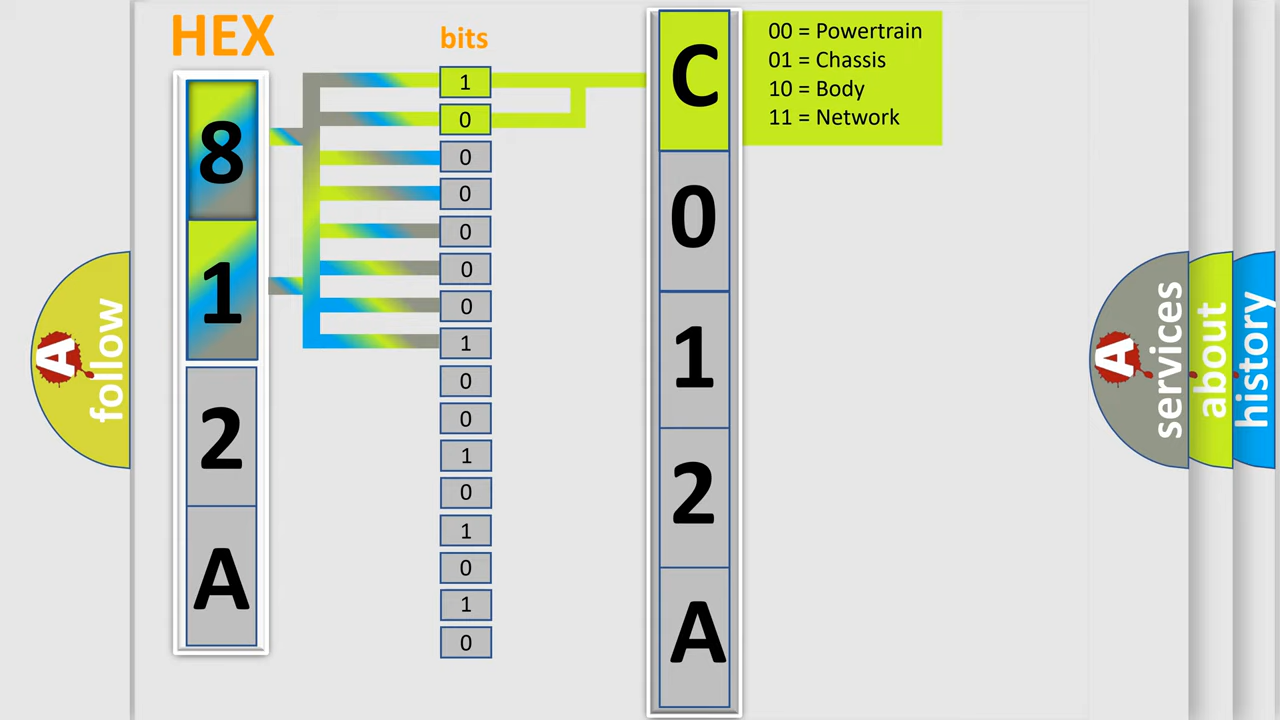 HEX
bits
8
1
2
A
1
0
0
0
0
0
0
1
0
0
1
0
1
0
1
0
C
0
1
2
A
00 = Powertrain
01 = Chassis
10 = Body
11 = Network
A
follow
A
services
about
history